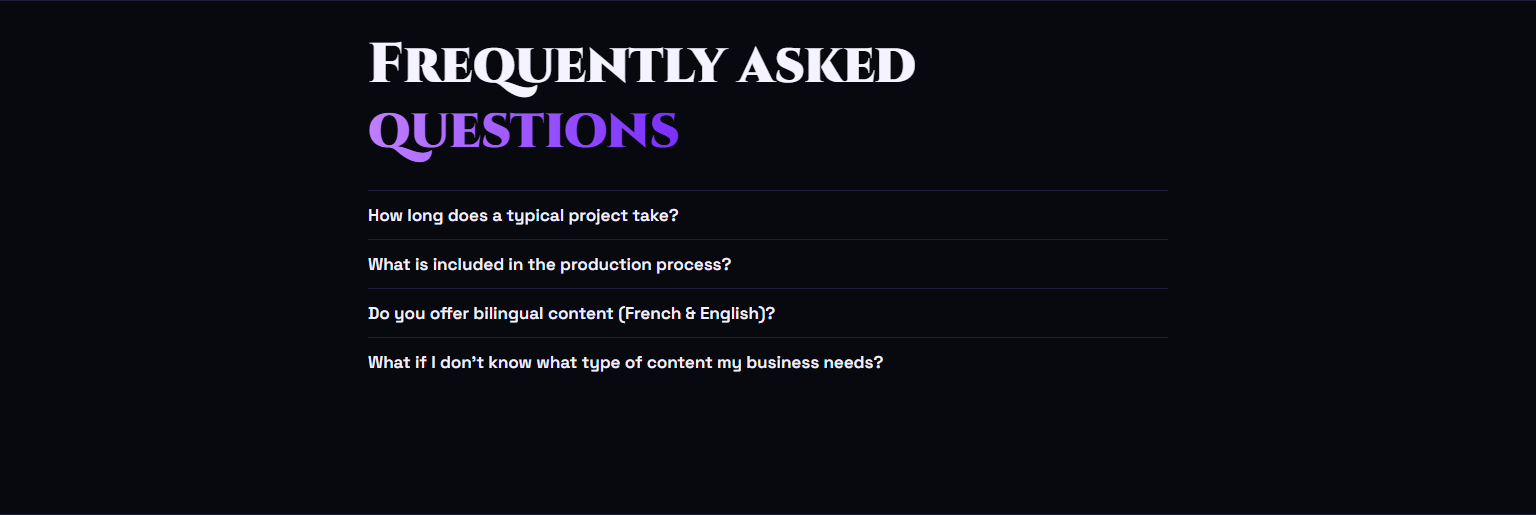 Frequently asked
questions
How long does a typical project take?
What is included in the production process?
Do you offer bilingual content (French & English)?
What if I don't know what type of content my business needs?